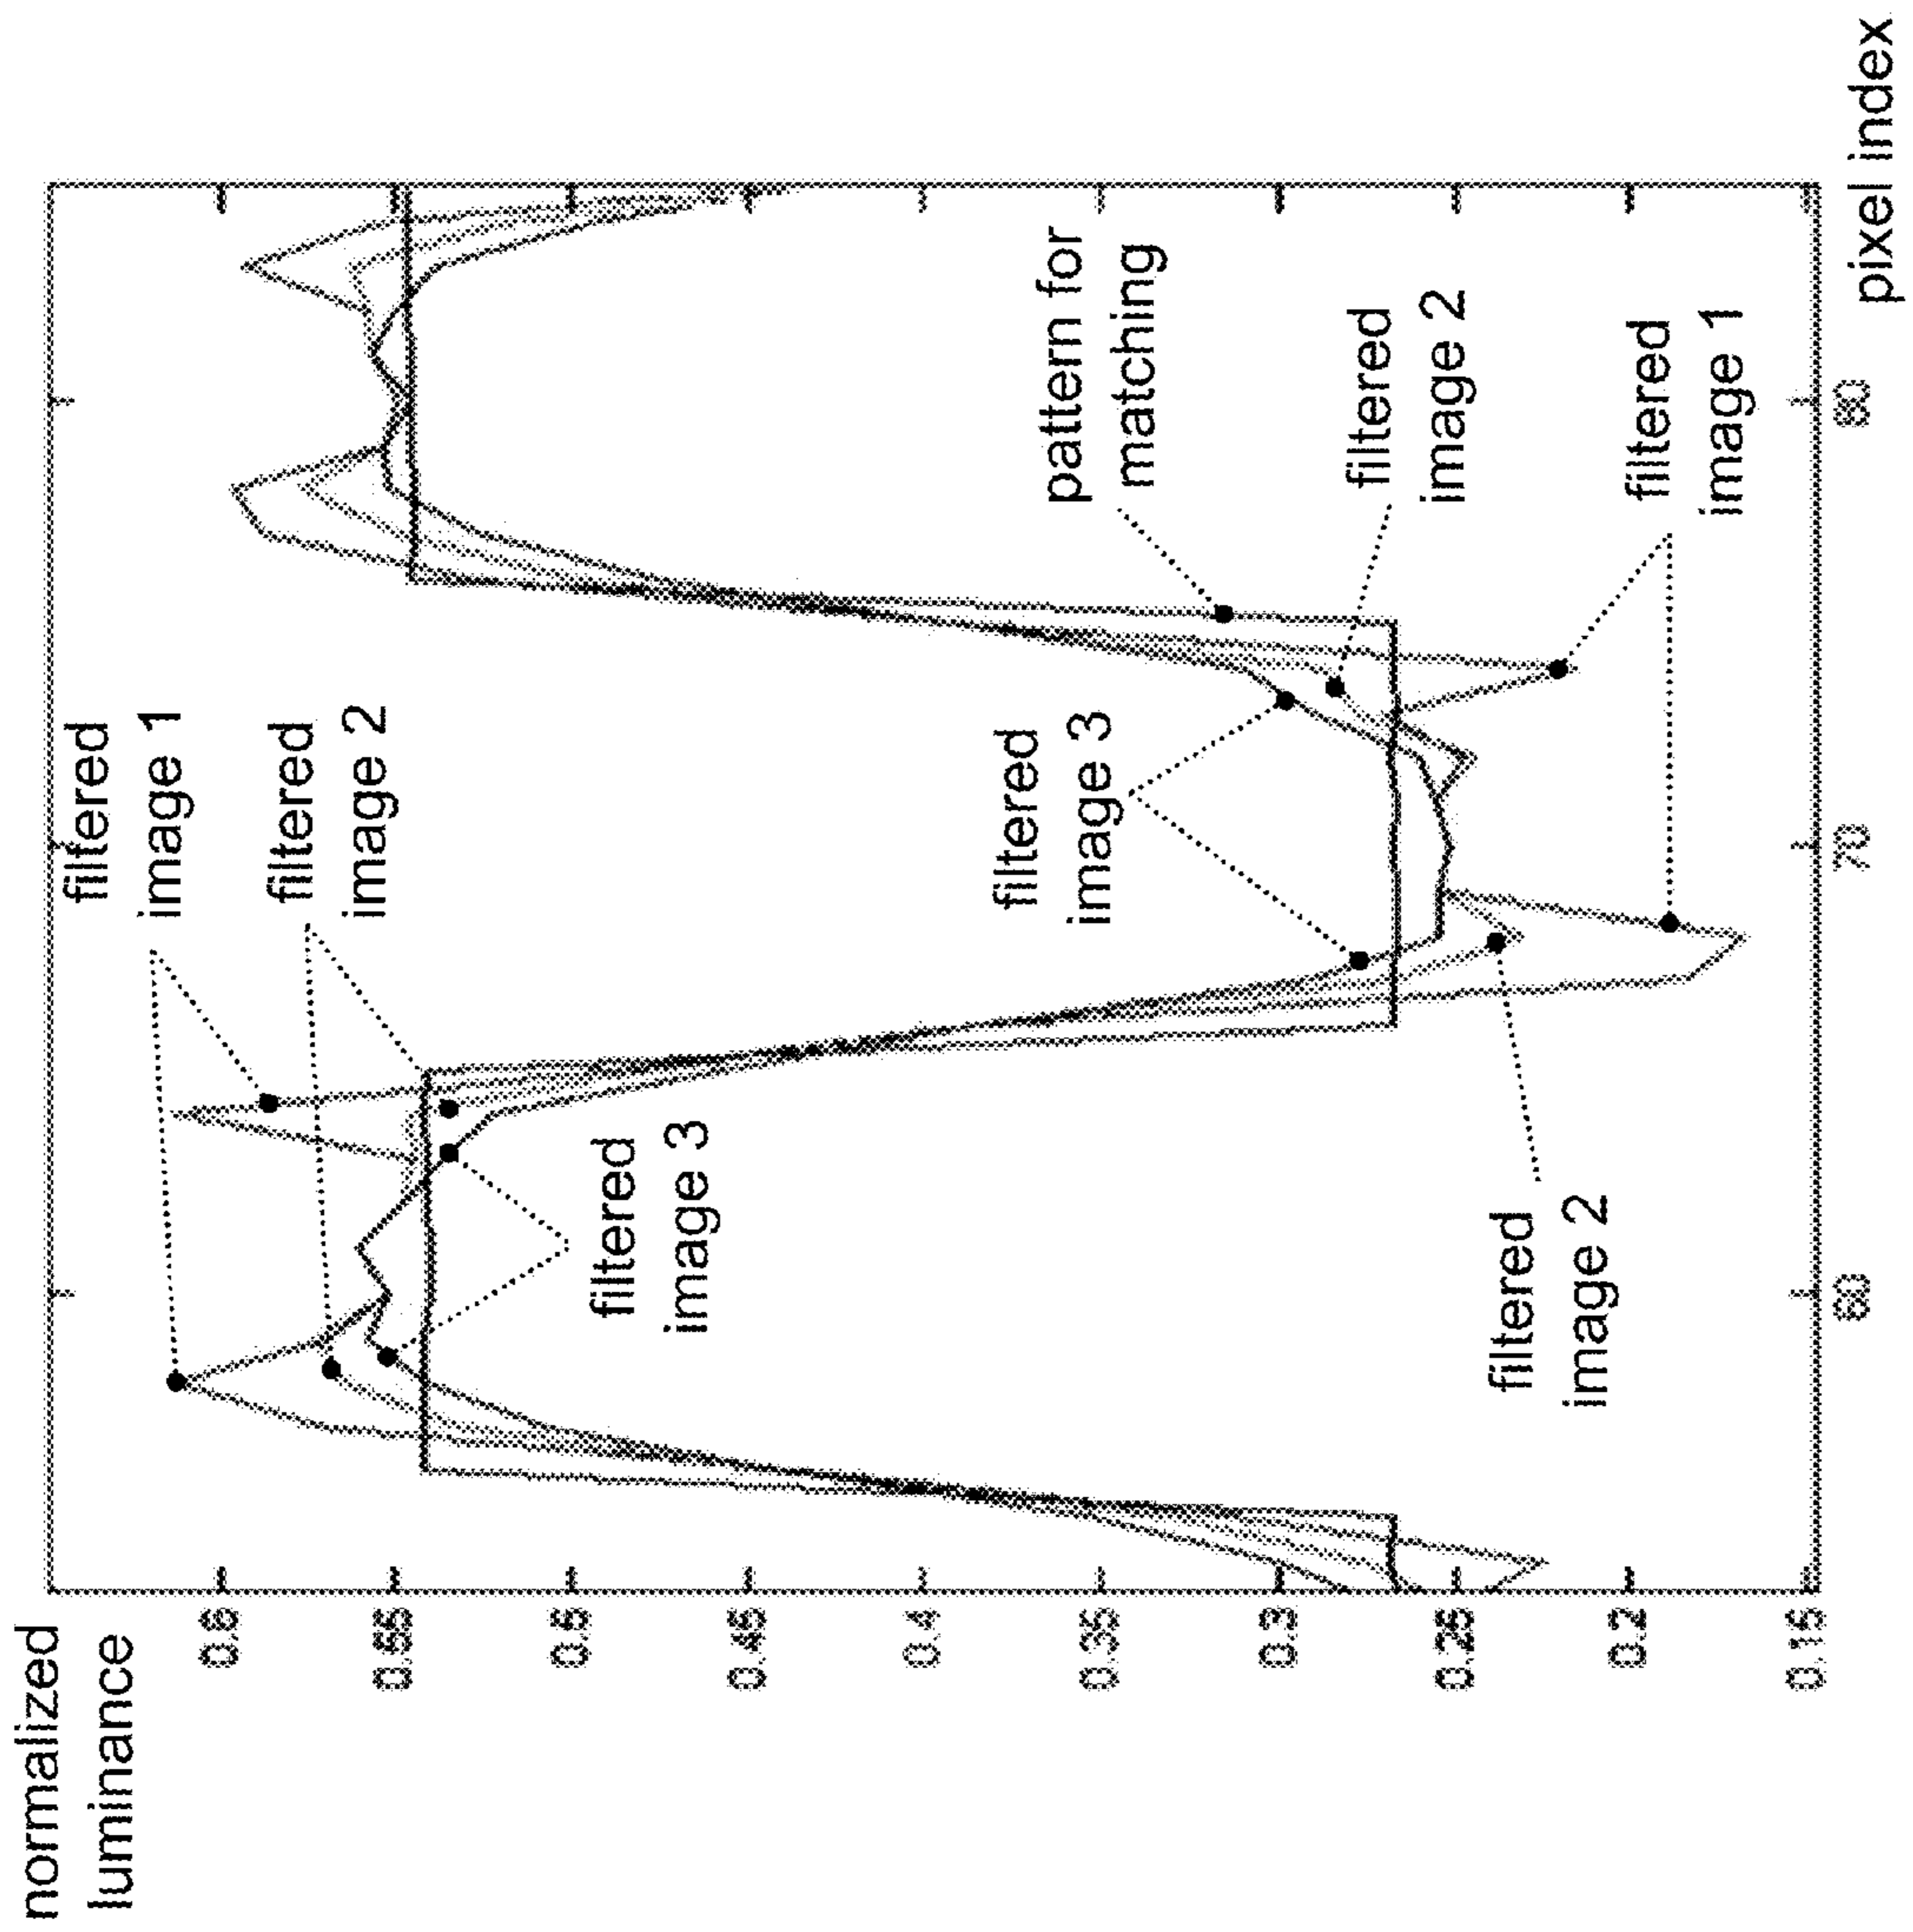 normalized
luminance
0.6
0.55
0.5
0.45
0.4
0.35
0.3
0.25
0.2
0.15
60
70
80
pixel index
filtered
image 1
filtered
image 2
filtered
image 3
filtered
image 3
filtered
image 2
pattern for
matching
filtered
image 2
filtered
image 1